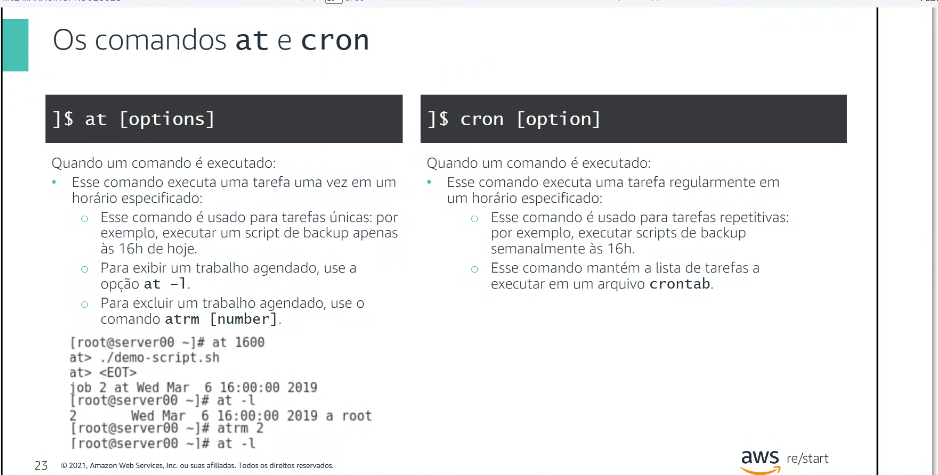 Os comandos at e cron
]$ at [options]
Quando um comando é executado:
• Esse comando executa uma tarefa uma vez em um
horário especificado:
o Esse comando é usado para tarefas únicas: por
exemplo, executar um script de backup apenas
às 16h de hoje.
o Para exibir um trabalho agendado, use a
opção at –l.
o Para excluir um trabalho agendado, use o
comando atrm [number].
[root@server00 ~]# at 1600
at> ./demo-script.sh
at> <EOT>
job 2 at Wed Mar  6 16:00:00 2019
[root@server00 ~]# at -l
2       Wed Mar  6 16:00:00 2019 a root
[root@server00 ~]# atrm 2
[root@server00 ~]# at -l
]$ cron [option]
Quando um comando é executado:
• Esse comando executa uma tarefa regularmente em
um horário especificado:
o Esse comando é usado para tarefas repetitivas:
por exemplo, executar scripts de backup
semanalmente às 16h.
o Esse comando mantém a lista de tarefas a
executar em um arquivo crontab.
23 © 2021, Amazon Web Services, Inc. ou suas afiliadas. Todos os direitos reservados.
aws re/start